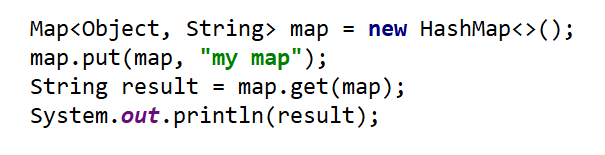 Map<Object, String> map = new HashMap<>();
map.put(map, "my map");
String result = map.get(map);
System.out.println(result);